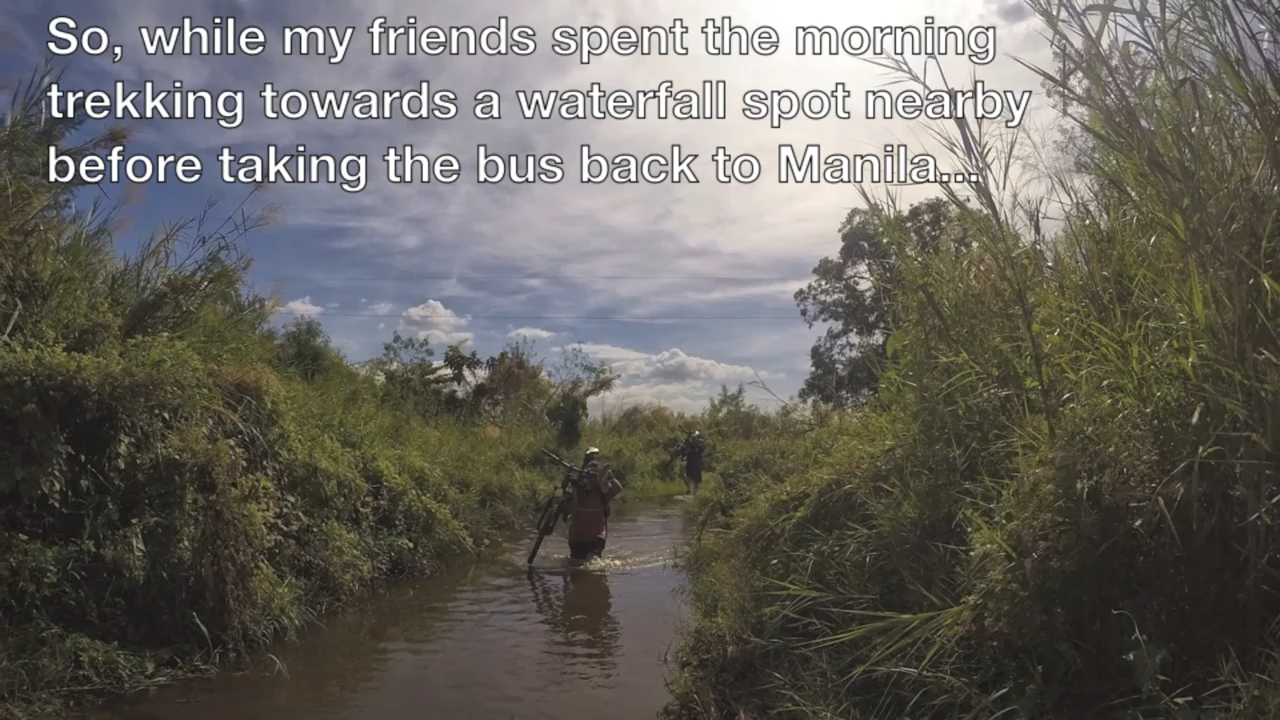 So, while my friends spent the morning
trekking towards a waterfall spot nearby
before taking the bus back to Manila...